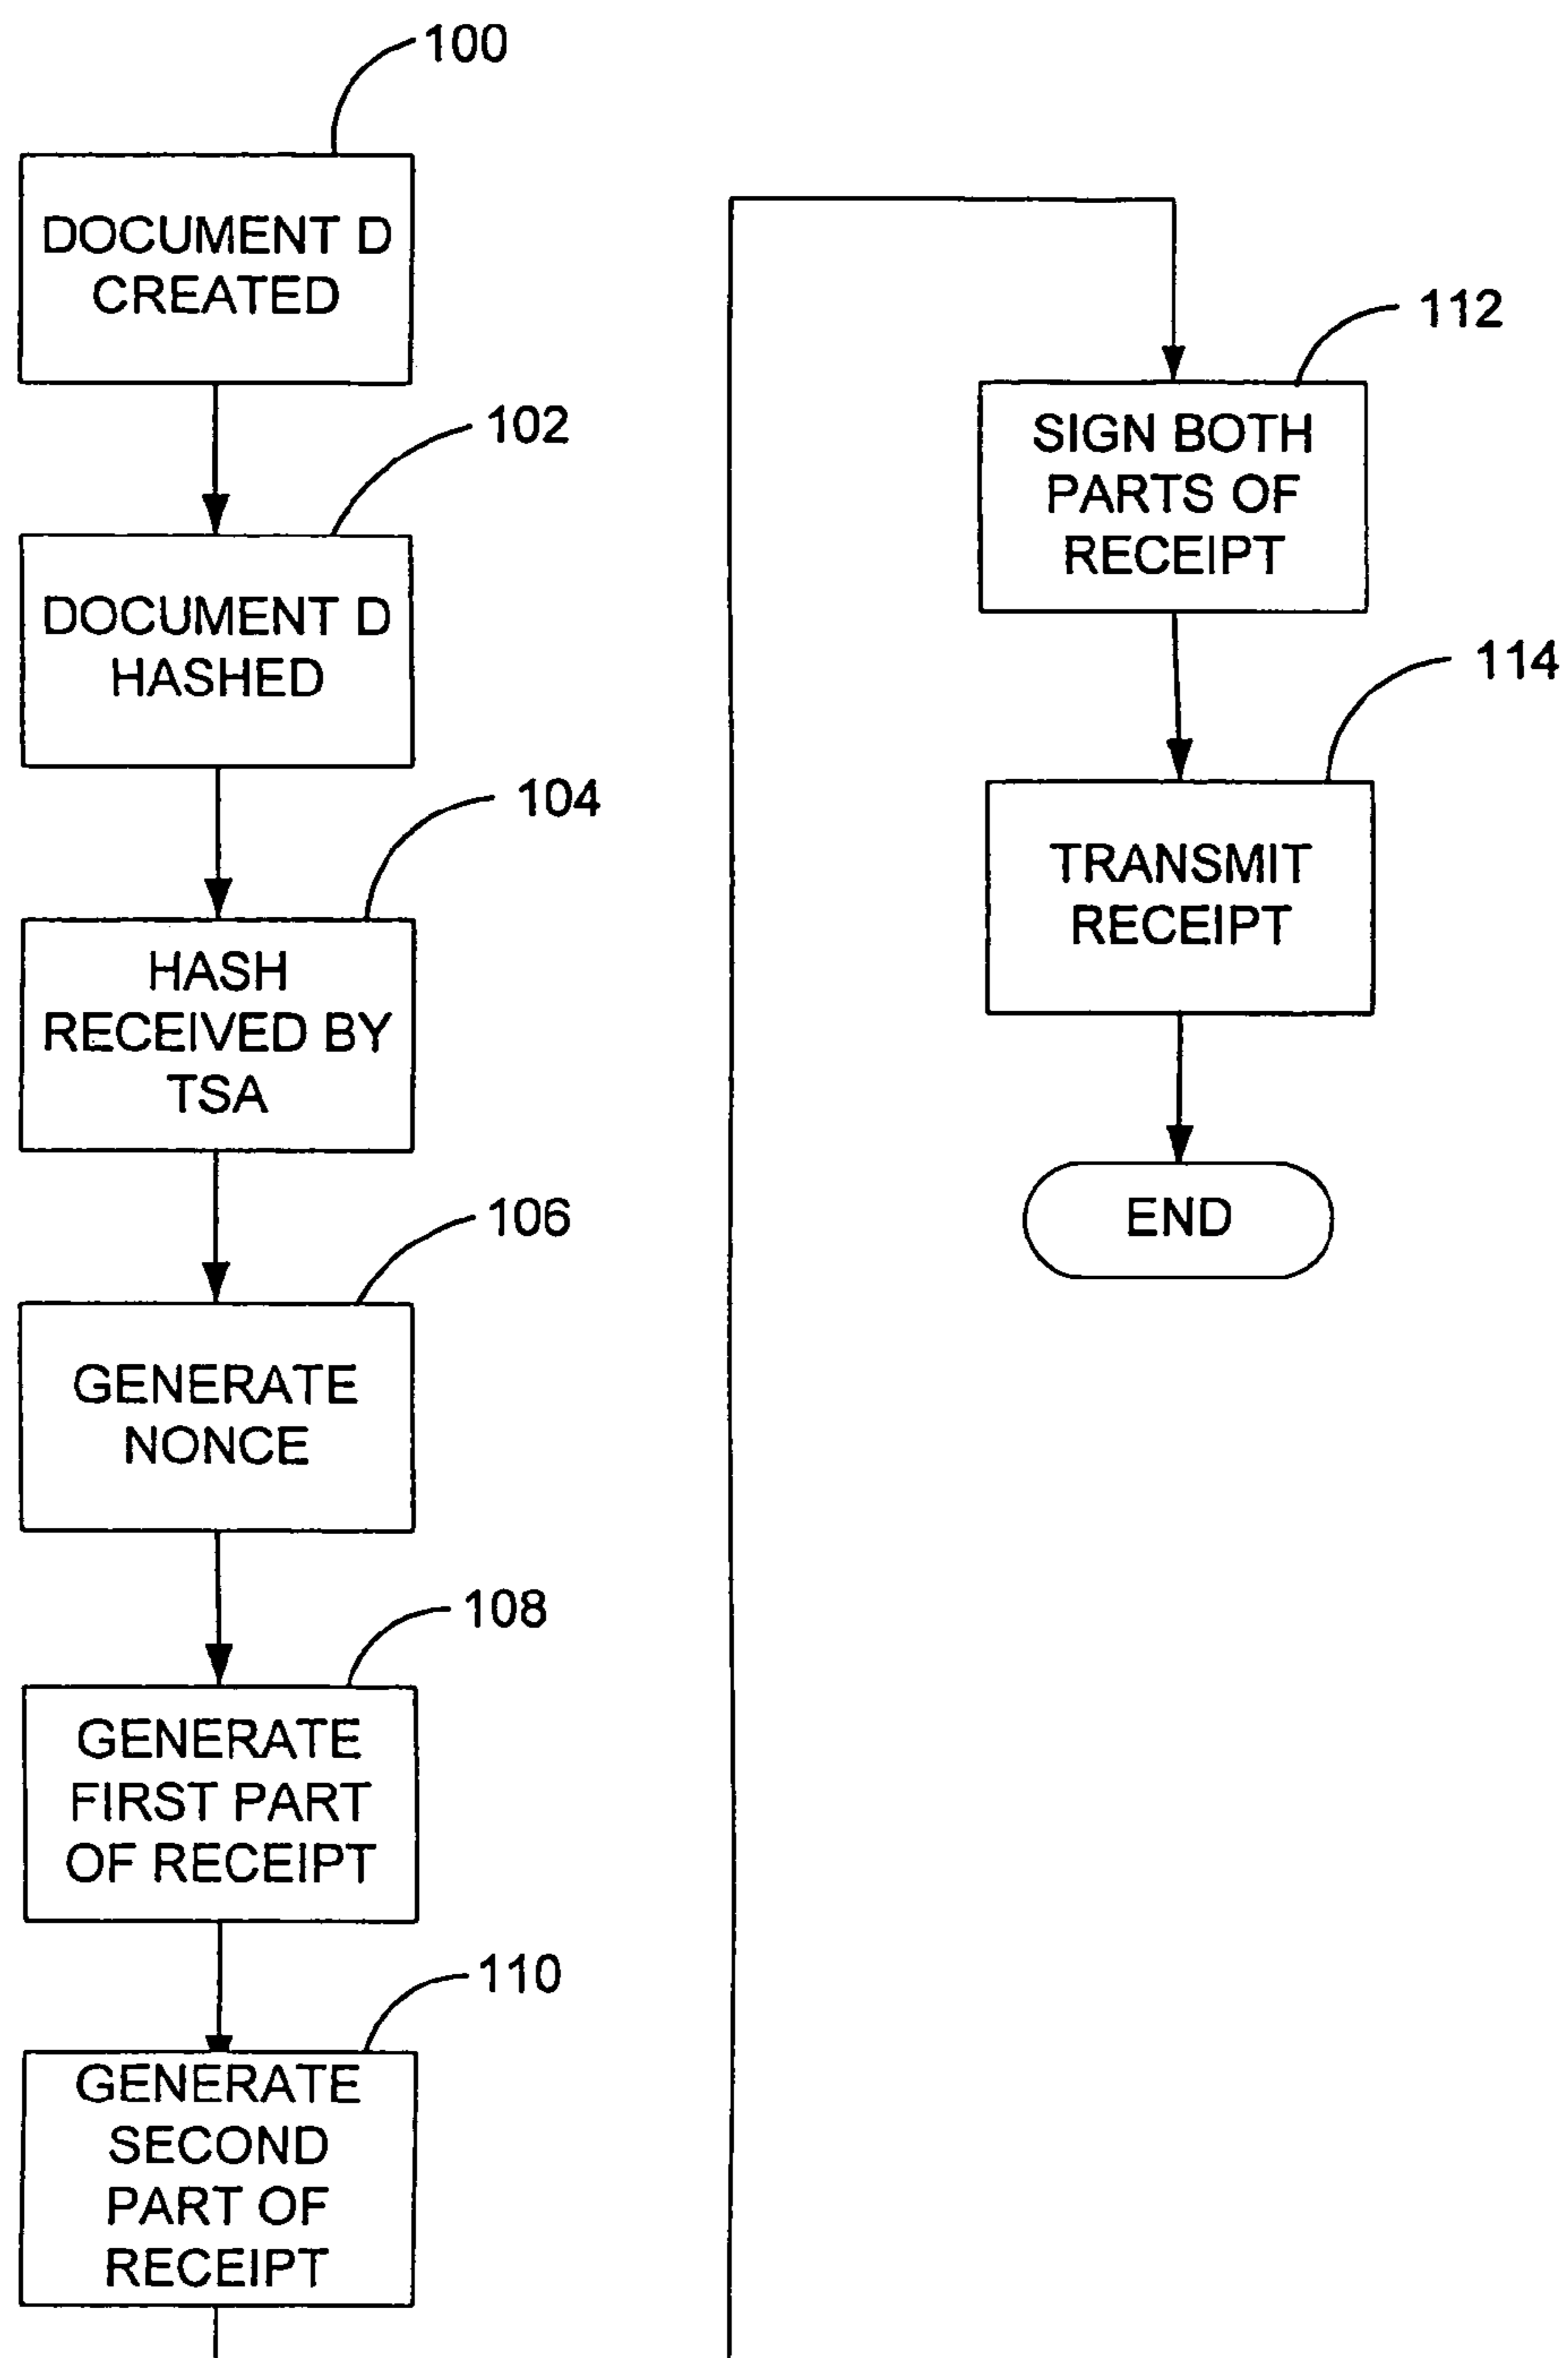 100
DOCUMENT D
CREATED
102
DOCUMENT D
HASHED
104
HASH
RECEIVED BY
TSA
106
GENERATE
NONCE
108
GENERATE
FIRST PART
OF RECEIPT
110
GENERATE
SECOND
PART OF
RECEIPT
112
SIGN BOTH
PARTS OF
RECEIPT
114
TRANSMIT
RECEIPT
END